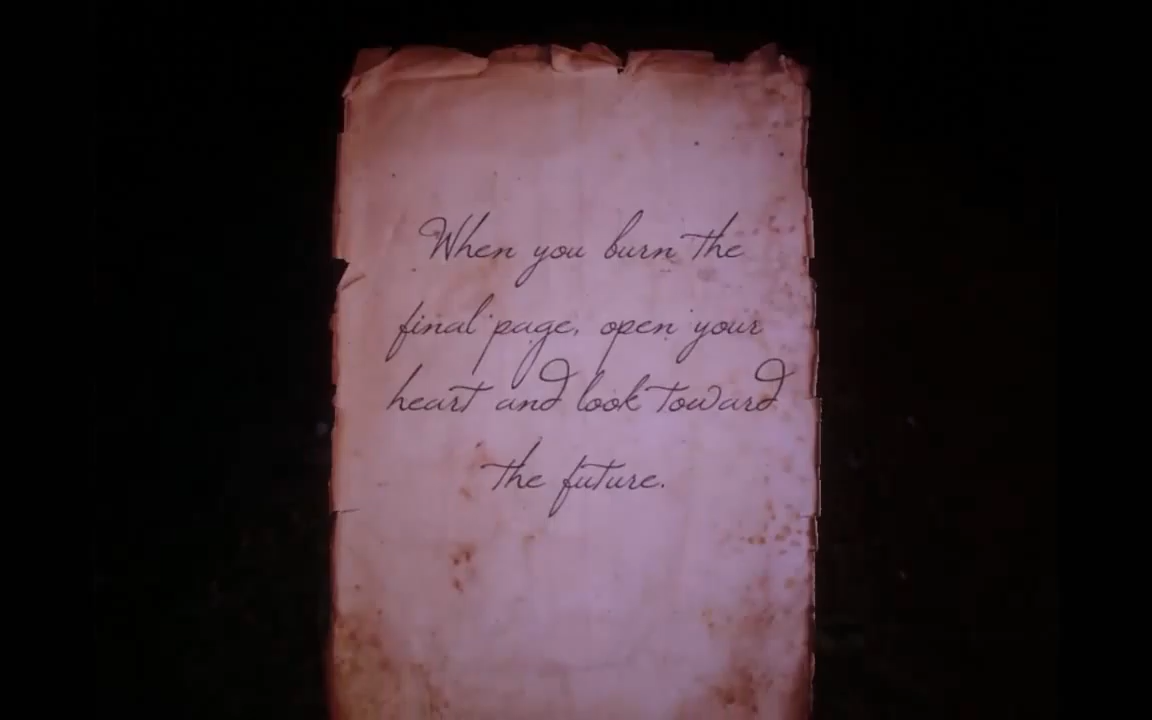 When you burn the
final page, open your
heart and look toward
the future.